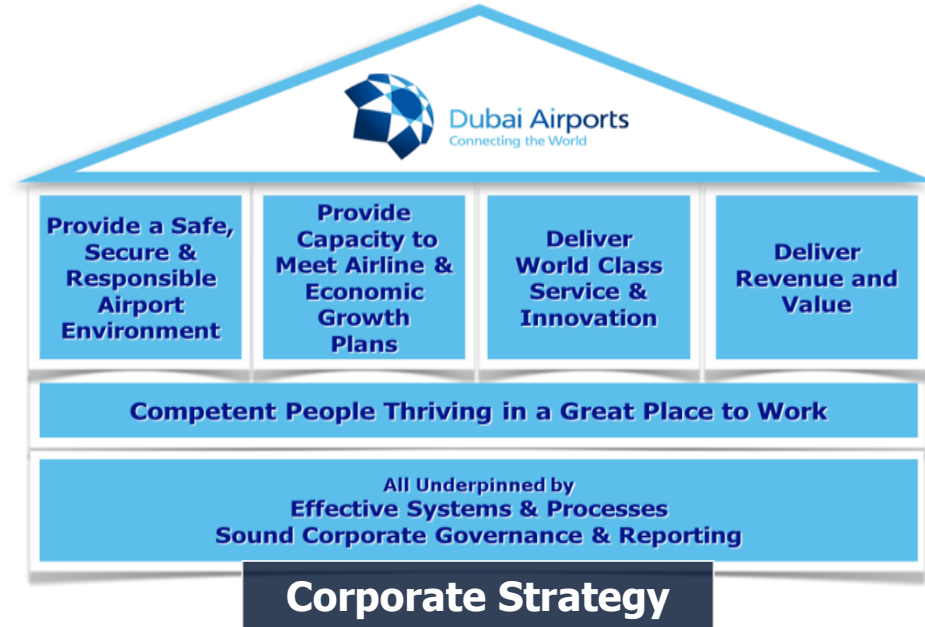 Dubai Airports
Connecting the World
Provide a Safe,
Secure &
Responsible
Airport
Environment
Provide
Capacity to
Meet Airline &
Economic
Growth
Plans
Deliver
World Class
Service &
Innovation
Deliver
Revenue and
Value
Competent People Thriving in a Great Place to Work
All Underpinned by
Effective Systems & Processes
Sound Corporate Governance & Reporting
Corporate Strategy